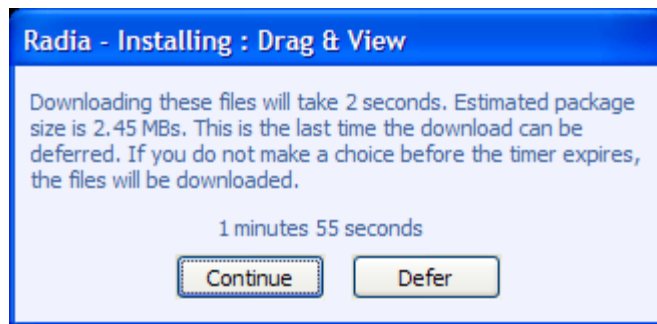 Radia - Installing : Drag & View
Downloading these files will take 2 seconds. Estimated package
size is 2.45 MBs. This is the last time the download can be
deferred. If you do not make a choice before the timer expires,
the files will be downloaded.
1 minutes 55 seconds
Continue Defer